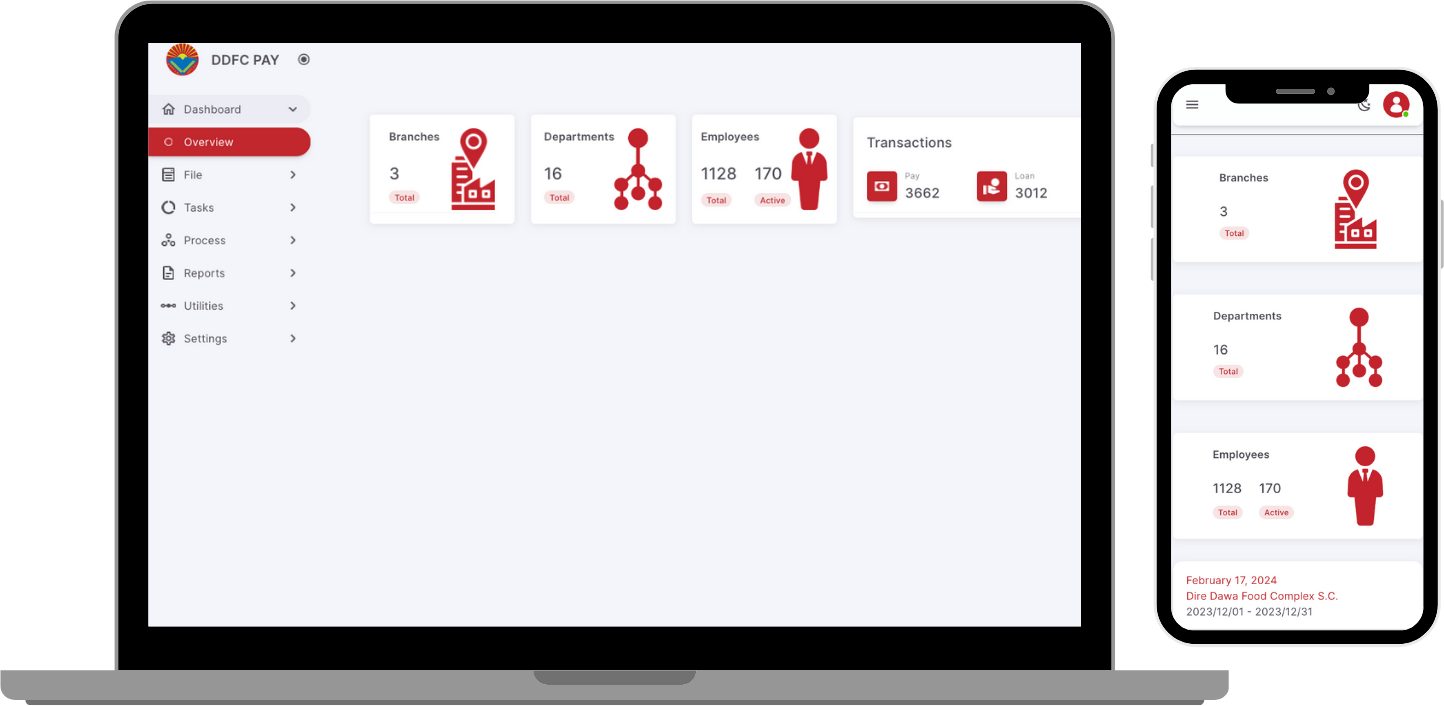 DDFC PAY
Dashboard
Overview
File
Tasks
Process
Reports
Utilities
Settings
Branches
3
Total
Departments
16
Total
Employees
1128 170
Total Active
Transactions
Pay
3662
Loan
3012
Branches
3
Total
Departments
16
Total
Employees
1128 170
Total Active
February 17, 2024
Dire Dawa Food Complex S.C.
2023/12/01 - 2023/12/31